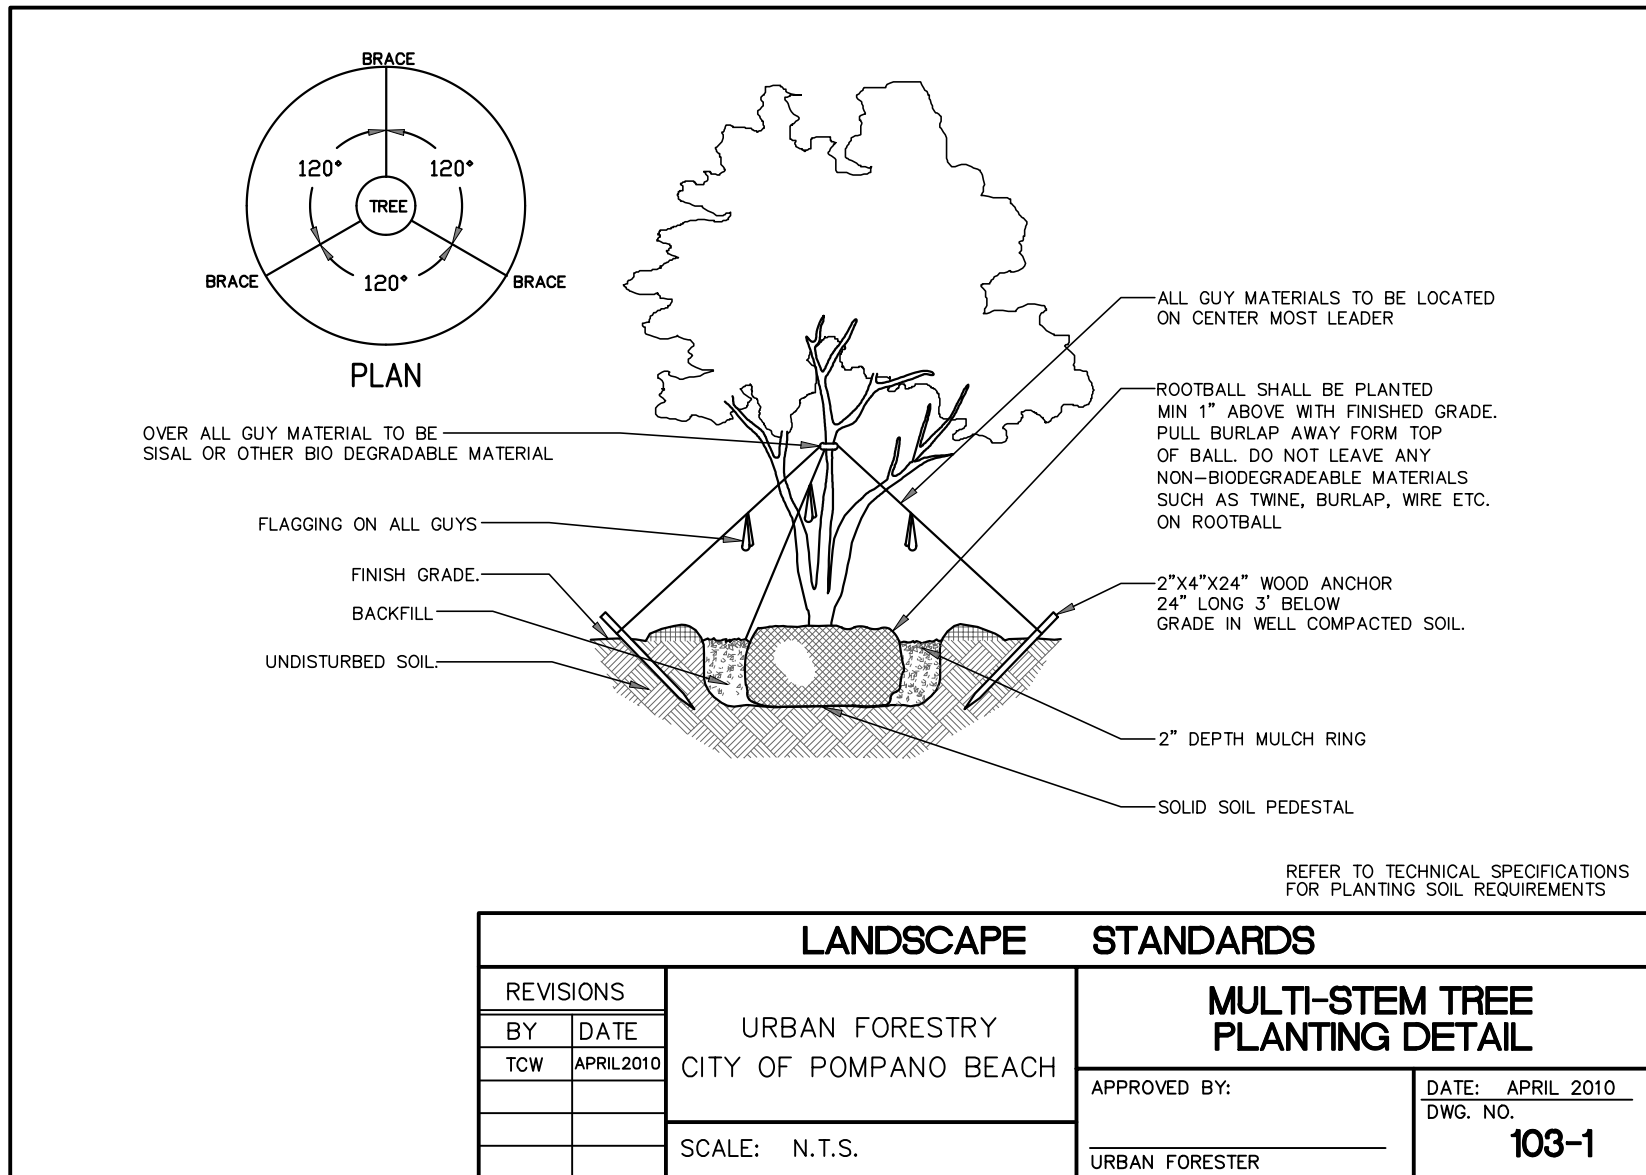 BRACE
120°
120°
TREE
BRACE
120°
BRACE
PLAN
OVER ALL GUY MATERIAL TO BE
SISAL OR OTHER BIO DEGRADABLE MATERIAL
FLAGGING ON ALL GUYS
FINISH GRADE.
BACKFILL
UNDISTURBED SOIL.
ALL GUY MATERIALS TO BE LOCATED
ON CENTER MOST LEADER
ROOTBALL SHALL BE PLANTED
MIN 1" ABOVE WITH FINISHED GRADE.
PULL BURLAP AWAY FORM TOP
OF BALL. DO NOT LEAVE ANY
NON-BIODEGRADEABLE MATERIALS
SUCH AS TWINE, BURLAP, WIRE ETC.
ON ROOTBALL
2"X4"X24" WOOD ANCHOR
24" LONG 3' BELOW
GRADE IN WELL COMPACTED SOIL.
2" DEPTH MULCH RING
SOLID SOIL PEDESTAL
REFER TO TECHNICAL SPECIFICATIONS
FOR PLANTING SOIL REQUIREMENTS
LANDSCAPE STANDARDS
REVISIONS
BY DATE
TCW APRIL2010
URBAN FORESTRY
CITY OF POMPANO BEACH
SCALE: N.T.S.
MULTI-STEM TREE
PLANTING DETAIL
APPROVED BY:
URBAN FORESTER
DATE: APRIL 2010
DWG. NO.
103-1